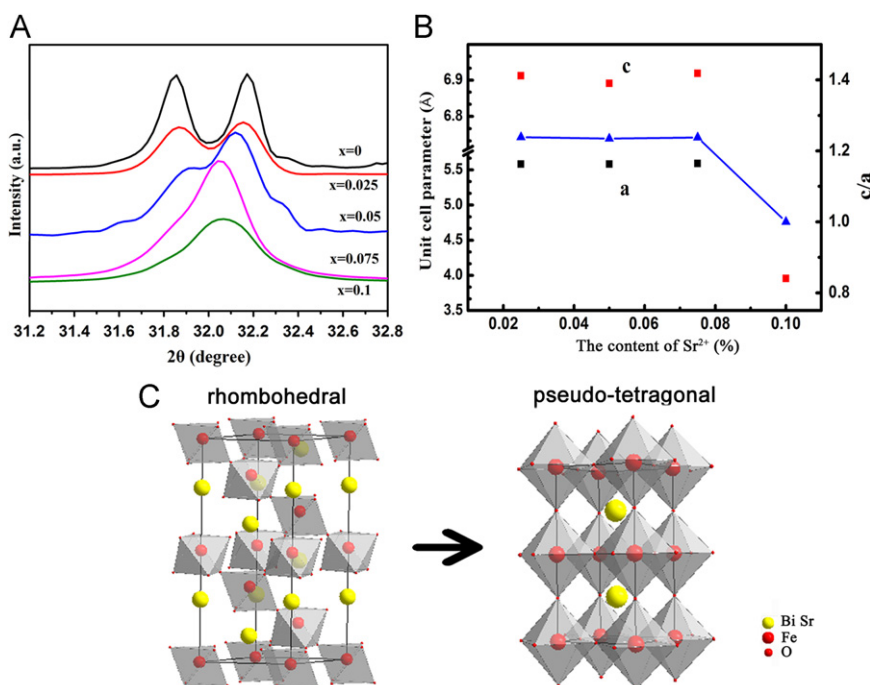 A
Intensity (a.u.)
x=0
x=0.025
x=0.05
x=0.075
x=0.1
31.2 31.4 31.6 31.8 32.0 32.2 32.4 32.6 32.8
2θ (degree)
B
Unit cell parameter (Å)
6.9
6.8
5.5
5.0
4.5
4.0
3.5
c
a
1.4
1.2
1.0
0.8
c/a
0.02 0.04 0.06 0.08 0.10
The content of Sr²⁺ (%)
C
rhombohedral
pseudo-tetragonal
Bi Sr
Fe
O